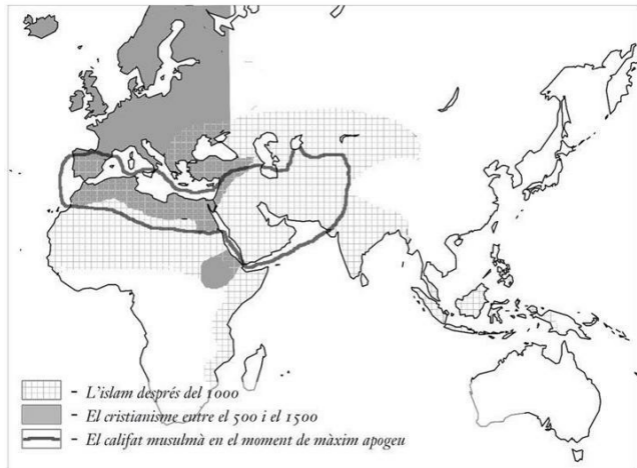 - L'islam després del 1000
- El cristianisme entre el 500 i el 1500
- El califat musulmà en el moment de màxim apogeu